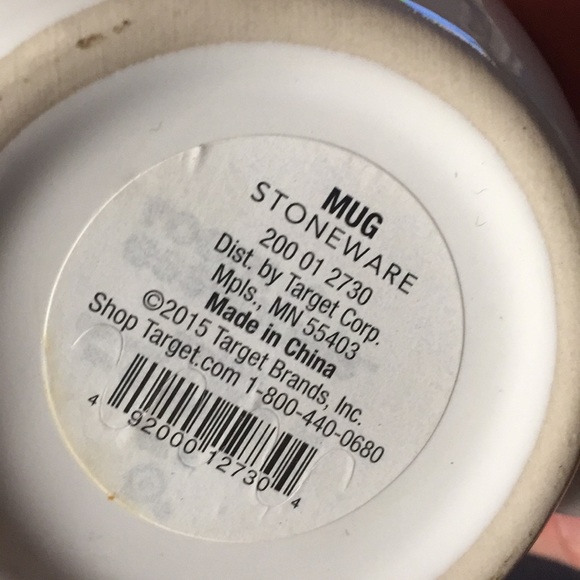 MUG
STONEWARE
200 01 2730
Dist. by Target Corp.
Mpls., MN 55403
Made in China
©2015 Target Brands, Inc.
Shop Target.com 1-800-440-0680
4 92000 12730 4